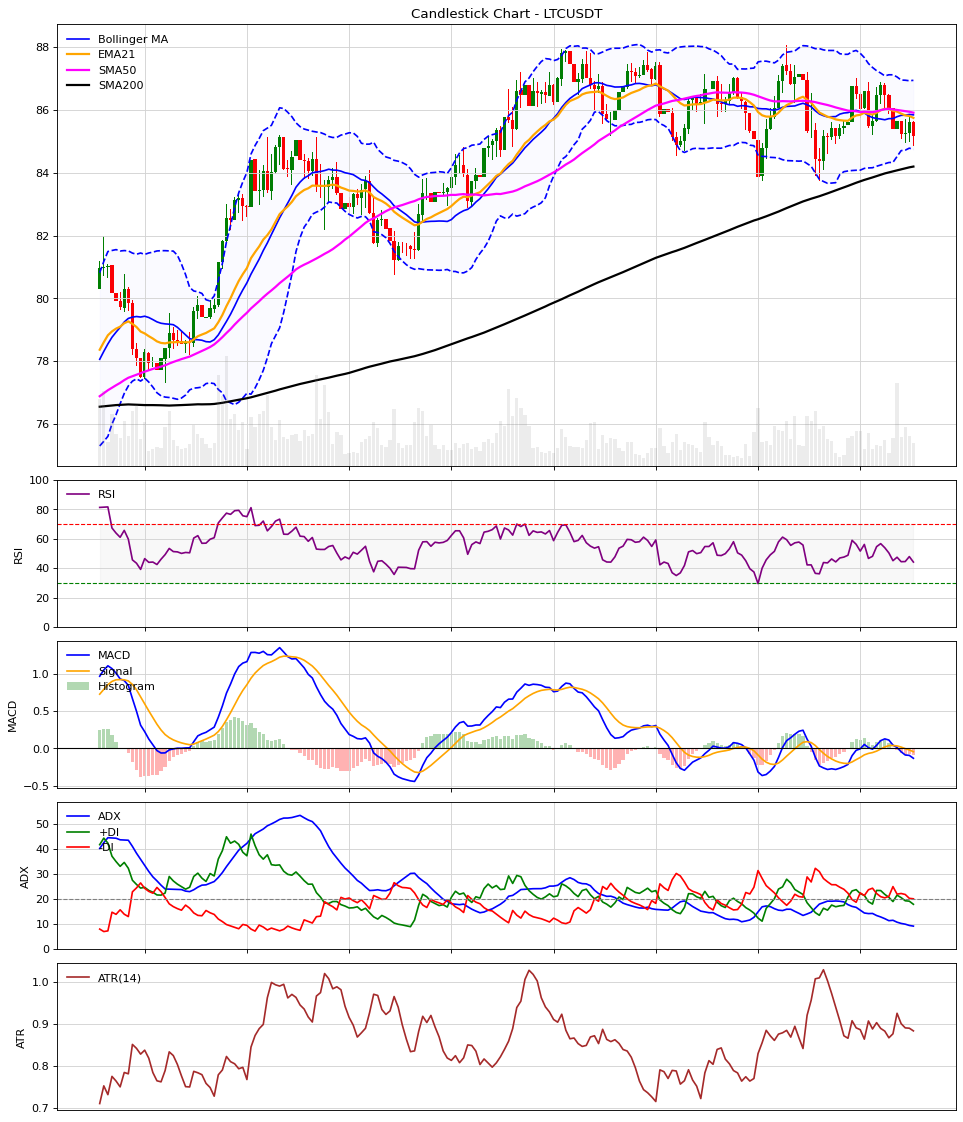 Candlestick Chart - LTCUSDT
Bollinger MA
EMA21
SMA50
SMA200
88
86
84
82
80
78
76
RSI
RSI
100
80
60
40
20
0
MACD
Signal
Histogram
MACD
1.0
0.5
0.0
−0.5
ADX
+DI
-DI
ADX
50
40
30
20
10
0
ATR(14)
ATR
1.0
0.9
0.8
0.7